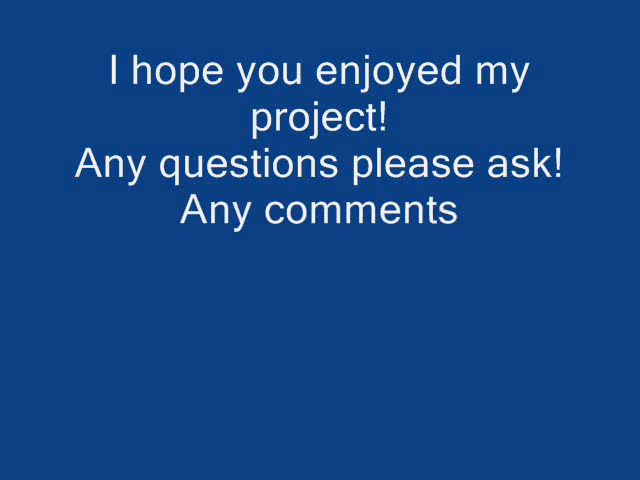 I hope you enjoyed my
project!
Any questions please ask!
Any comments